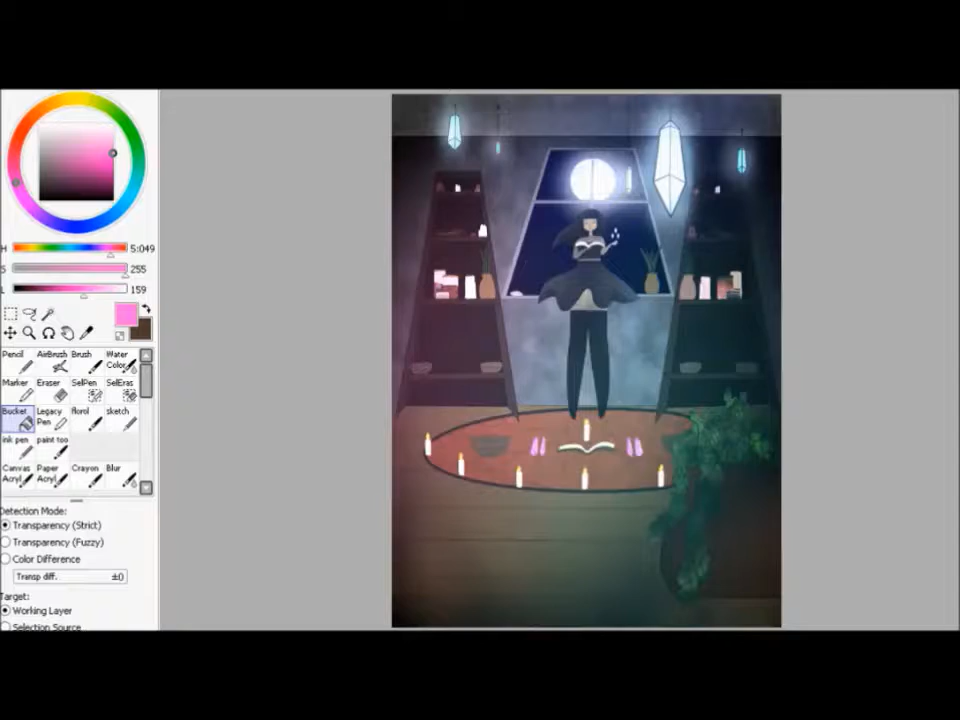 H 5:049
S 255
L 159
Pencil AirBrush Brush Water Color
Marker Eraser SelPen SelEras
Bucket Legacy Pen florol sketch
ink pen paint too
Canvas Acryl Paper Acryl Crayon Blur
Detection Mode:
Transparency (Strict)
Transparency (Fuzzy)
Color Difference
Transp diff. ±0
Target:
Working Layer
Selection Source